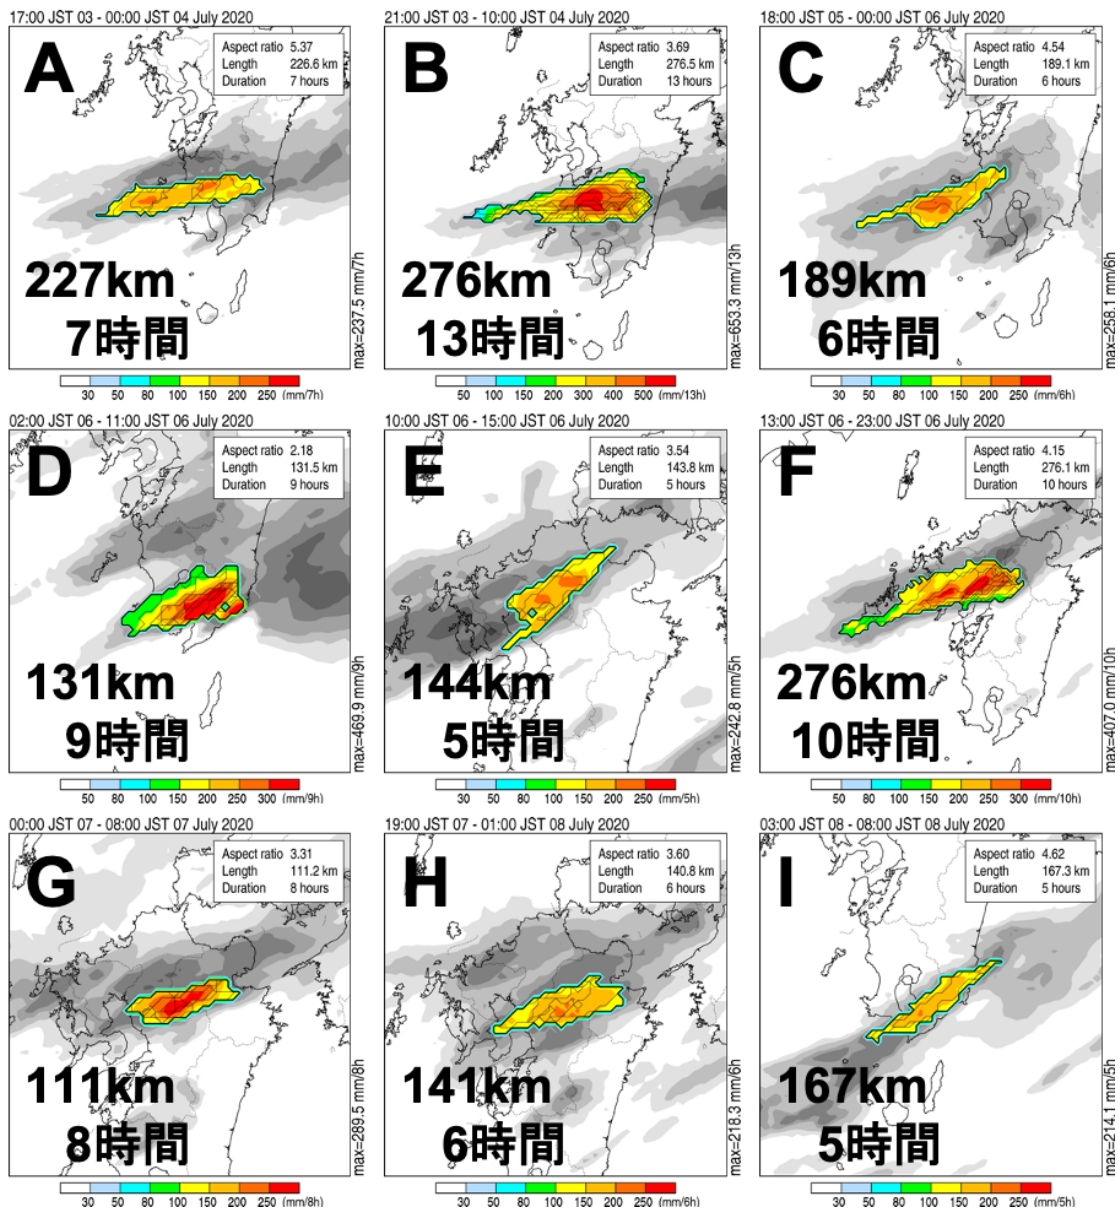 17:00 JST 03 - 00:00 JST 04 July 2020
A
Aspect ratio 5.37
Length 226.6 km
Duration 7 hours
227km
7時間
max=237.5 mm/7h
30 50 80 100 150 200 250 (mm/7h)
21:00 JST 03 - 10:00 JST 04 July 2020
B
Aspect ratio 3.69
Length 276.5 km
Duration 13 hours
276km
13時間
max=653.3 mm/13h
50 100 150 200 300 400 500 (mm/13h)
18:00 JST 05 - 00:00 JST 06 July 2020
C
Aspect ratio 4.54
Length 189.1 km
Duration 6 hours
189km
6時間
max=258.1 mm/6h
30 50 80 100 150 200 250 (mm/6h)
02:00 JST 06 - 11:00 JST 06 July 2020
D
Aspect ratio 2.18
Length 131.5 km
Duration 9 hours
131km
9時間
max=469.9 mm/9h
50 80 100 150 200 250 300 (mm/9h)
10:00 JST 06 - 15:00 JST 06 July 2020
E
Aspect ratio 3.54
Length 143.8 km
Duration 5 hours
144km
5時間
max=242.8 mm/5h
30 50 80 100 150 200 250 (mm/5h)
13:00 JST 06 - 23:00 JST 06 July 2020
F
Aspect ratio 4.15
Length 276.1 km
Duration 10 hours
276km
10時間
max=407.0 mm/10h
50 80 100 150 200 250 300 (mm/10h)
00:00 JST 07 - 08:00 JST 07 July 2020
G
Aspect ratio 3.31
Length 111.2 km
Duration 8 hours
111km
8時間
max=289.5 mm/8h
30 50 80 100 150 200 250 (mm/8h)
19:00 JST 07 - 01:00 JST 08 July 2020
H
Aspect ratio 3.60
Length 140.8 km
Duration 6 hours
141km
6時間
max=218.3 mm/6h
30 50 80 100 150 200 250 (mm/6h)
03:00 JST 08 - 08:00 JST 08 July 2020
I
Aspect ratio 4.62
Length 167.3 km
Duration 5 hours
167km
5時間
max=214.1 mm/5h
30 50 80 100 150 200 250 (mm/5h)